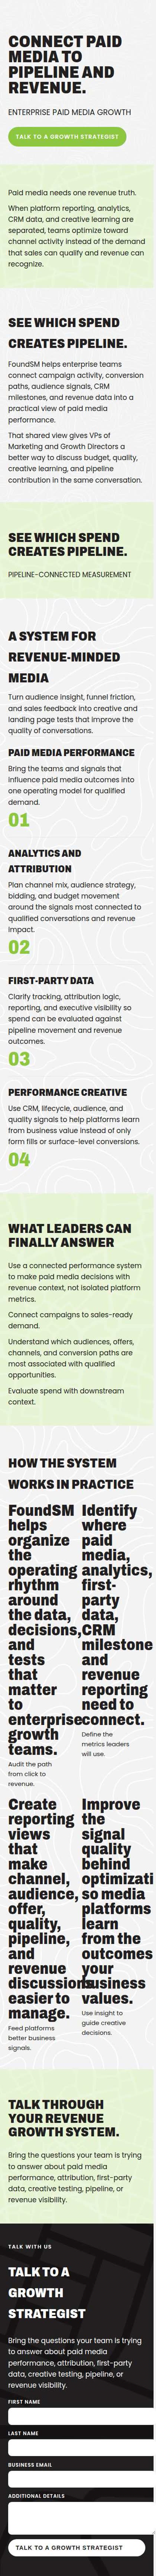 CONNECT PAID
MEDIA TO
PIPELINE AND
REVENUE.
ENTERPRISE PAID MEDIA GROWTH
TALK TO A GROWTH STRATEGIST
Paid media needs one revenue truth.
When platform reporting, analytics,
CRM data, and creative learning are
separated, teams optimize toward
channel activity instead of the demand
that sales can qualify and revenue can
recognize.
SEE WHICH SPEND
CREATES PIPELINE.
FoundSM helps enterprise teams
connect campaign activity, conversion
paths, audience signals, CRM
milestones, and revenue data into a
practical view of paid media
performance.
That shared view gives VPs of
Marketing and Growth Directors a
better way to discuss budget, quality,
creative learning, and pipeline
contribution in the same conversation.
SEE WHICH SPEND
CREATES PIPELINE.
PIPELINE-CONNECTED MEASUREMENT
A SYSTEM FOR
REVENUE-MINDED
MEDIA
Turn audience insight, funnel friction,
and sales feedback into creative and
landing page tests that improve the
quality of conversations.
PAID MEDIA PERFORMANCE
Bring the teams and signals that
influence paid media outcomes into
one operating model for qualified
demand.
01
ANALYTICS AND
ATTRIBUTION
Plan channel mix, audience strategy,
bidding, and budget movement
around the signals most connected to
qualified conversations and revenue
impact.
02
FIRST-PARTY DATA
Clarify tracking, attribution logic,
reporting, and executive visibility so
spend can be evaluated against
pipeline movement and revenue
outcomes.
03
PERFORMANCE CREATIVE
Use CRM, lifecycle, audience, and
quality signals to help platforms learn
from business value instead of only
form fills or surface-level conversions.
04
WHAT LEADERS CAN
FINALLY ANSWER
Use a connected performance system
to make paid media decisions with
revenue context, not isolated platform
metrics.
Connect campaigns to sales-ready
demand.
Understand which audiences, offers,
channels, and conversion paths are
most associated with qualified
opportunities.
Evaluate spend with downstream
context.
HOW THE SYSTEM
WORKS IN PRACTICE
FoundSM
helps
organize
the
operating
rhythm
around
the data,
decisions,
and
tests
that
matter
to
enterprise
growth
teams.
Audit the path
from click to
revenue.
Identify
where
paid
media,
analytics,
first-
party
data,
CRM
milestone
and
revenue
reporting
need to
connect.
Define the
metrics leaders
will use.
Create
reporting
views
that
make
channel,
audience,
offer,
quality,
pipeline,
and
revenue
discussions
easier to
manage.
Feed platforms
better business
signals.
Improve
the
signal
quality
behind
optimizati
so media
platforms
learn
from the
outcomes
your
business
values.
Use insight to
guide creative
decisions.
TALK THROUGH
YOUR REVENUE
GROWTH SYSTEM.
Bring the questions your team is trying
to answer about paid media
performance, attribution, first-party
data, creative testing, pipeline, or
revenue visibility.
TALK WITH US
TALK TO A
GROWTH
STRATEGIST
Bring the questions your team is trying
to answer about paid media
performance, attribution, first-party
data, creative testing, pipeline, or
revenue visibility.
FIRST NAME
LAST NAME
BUSINESS EMAIL
ADDITIONAL DETAILS
TALK TO A GROWTH STRATEGIST